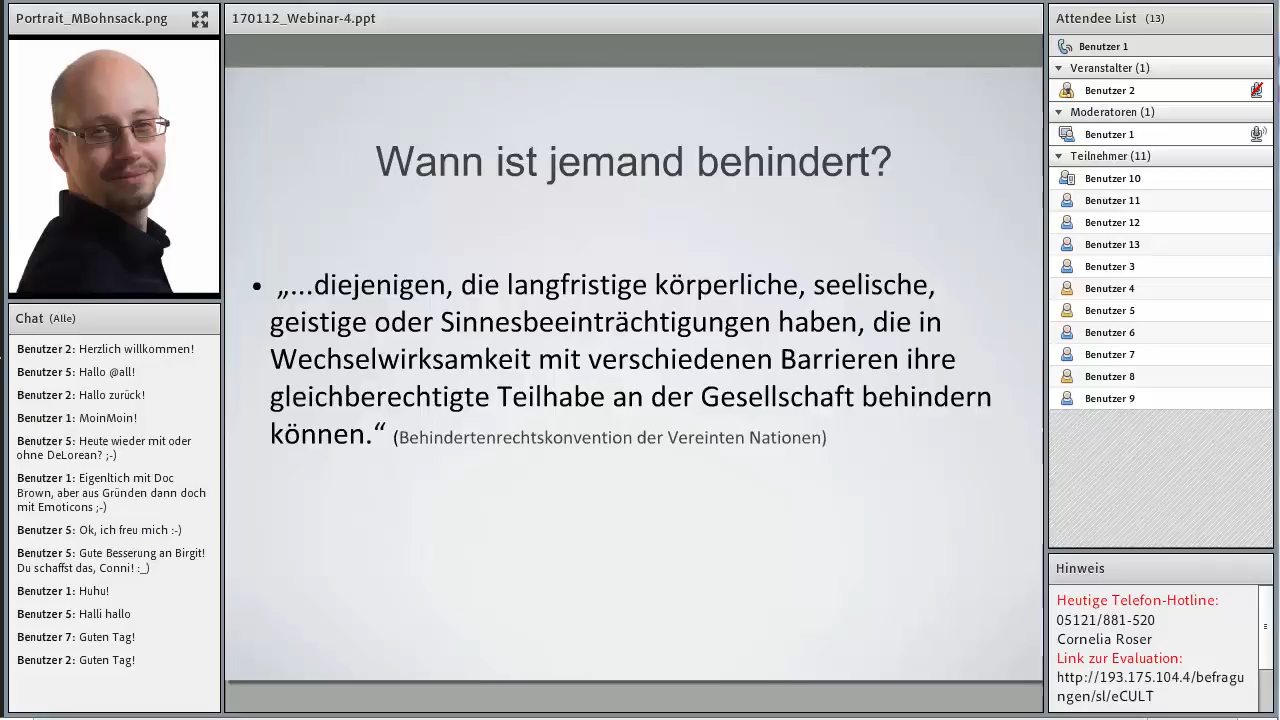 Portrait_MBohnsack.png
Chat (Alle)
Benutzer 2: Herzlich willkommen!
Benutzer 5: Hallo @all!
Benutzer 2: Hallo zurück!
Benutzer 1: MoinMoin!
Benutzer 5: Heute wieder mit oder
ohne DeLorean? ;-)
Benutzer 1: Eigenltich mit Doc
Brown, aber aus Gründen dann doch
mit Emoticons ;-)
Benutzer 5: Ok, ich freu mich :-)
Benutzer 5: Gute Besserung an Birgit!
Du schaffst das, Conni! :_)
Benutzer 1: Huhu!
Benutzer 5: Halli hallo
Benutzer 7: Guten Tag!
Benutzer 2: Guten Tag!
170112_Webinar-4.ppt
Wann ist jemand behindert?
• „...diejenigen, die langfristige körperliche, seelische,
geistige oder Sinnesbeeinträchtigungen haben, die in
Wechselwirksamkeit mit verschiedenen Barrieren ihre
gleichberechtigte Teilhabe an der Gesellschaft behindern
können.“ (Behindertenrechtskonvention der Vereinten Nationen)
Attendee List (13)
Benutzer 1
Veranstalter (1)
Benutzer 2
Moderatoren (1)
Benutzer 1
Teilnehmer (11)
Benutzer 10
Benutzer 11
Benutzer 12
Benutzer 13
Benutzer 3
Benutzer 4
Benutzer 5
Benutzer 6
Benutzer 7
Benutzer 8
Benutzer 9
Hinweis
Heutige Telefon-Hotline:
05121/881-520
Cornelia Roser
Link zur Evaluation:
http://193.175.104.4/befragu
ngen/sl/eCULT